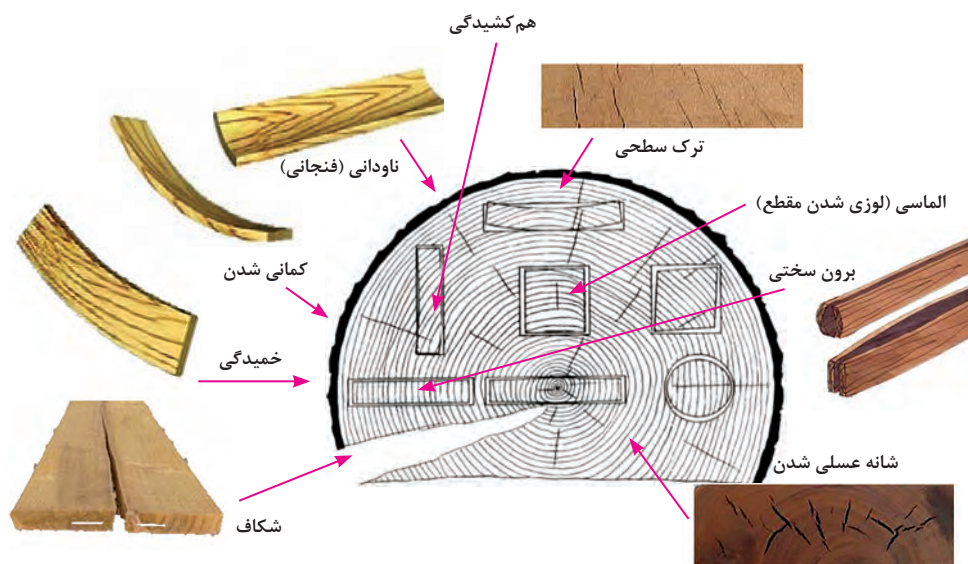 هم کشیدگی
ترک سطحی
ناودانی (فنجانی)
الماسی (لوزی شدن مقطع)
برون سختی
کمانی شدن
خمیدگی
شانه عسلی شدن
شکاف